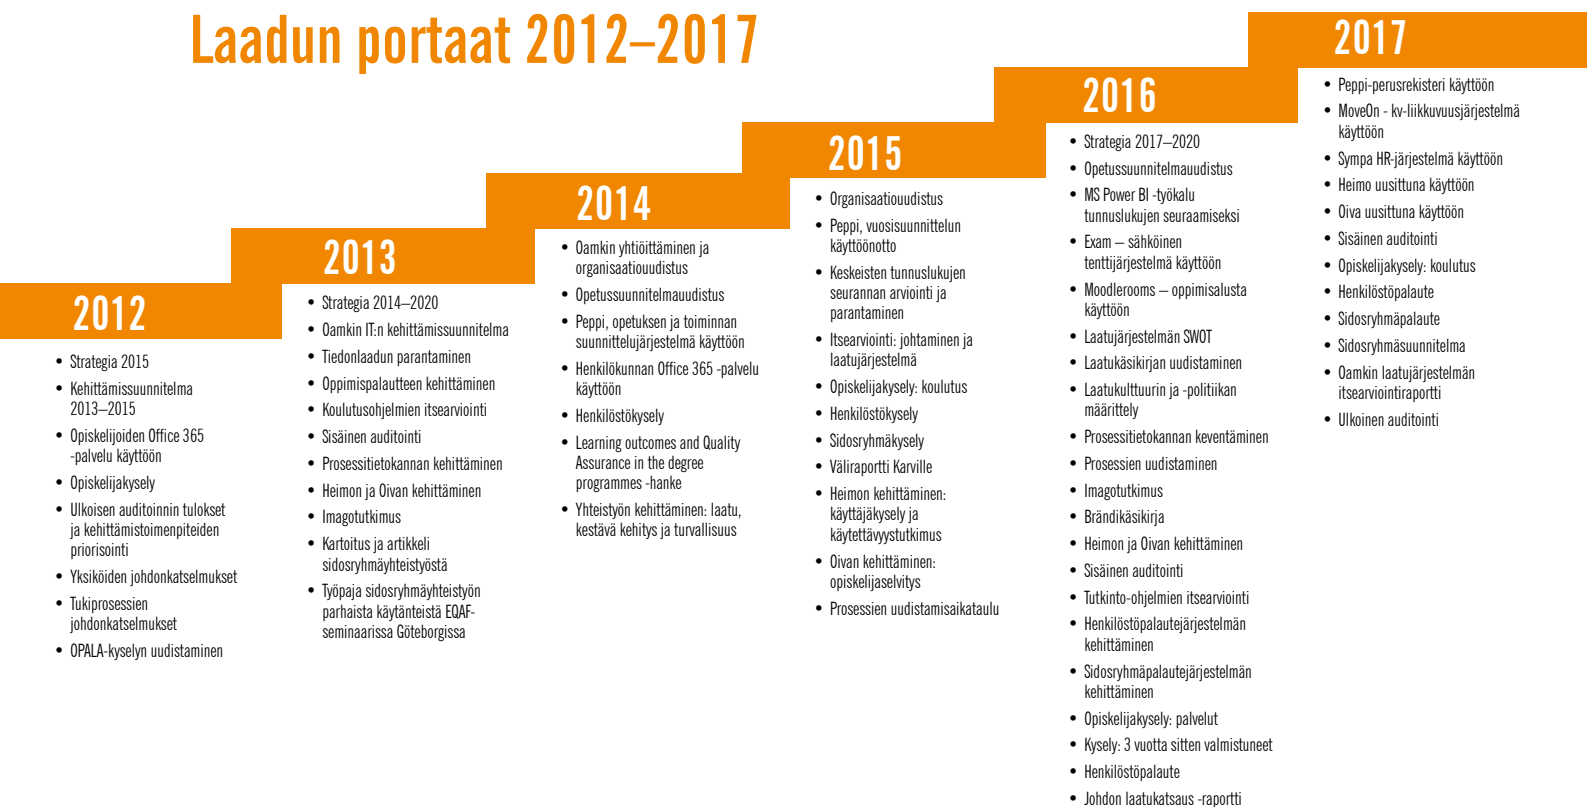 Laadun portaat 2012–2017
2012
• Strategia 2015
• Kehittämissuunnitelma
2013–2015
• Opiskelijoiden Office 365
-palvelu käyttöön
• Opiskelijakysely
• Ulkoisen auditoinnin tulokset
ja kehittämistoimenpiteiden
priorisointi
• Yksiköiden johdonkatselmukset
• Tukiprosessien
johdonkatselmukset
• OPALA-kyselyn uudistaminen
2013
• Strategia 2014–2020
• Oamkin IT:n kehittämissuunnitelma
• Tiedonlaadun parantaminen
• Oppimispalautteen kehittäminen
• Koulutusohjelmien itsearviointi
• Sisäinen auditointi
• Prosessitietokannan kehittäminen
• Heimon ja Oivan kehittäminen
• Imagotutkimus
• Kartoitus ja artikkeli
sidosryhmäyhteistyöstä
• Työpaja sidosryhmäyhteistyön
parhaista käytänteistä EQAF-
seminaarissa Göteborgissa
2014
• Oamkin yhtiöittäminen ja
organisaatiouudistus
• Opetussuunnitelmauudistus
• Peppi, opetuksen ja toiminnan
suunnittelujärjestelmä käyttöön
• Henkilökunnan Office 365 -palvelu
käyttöön
• Henkilöstökysely
• Learning outcomes and Quality
Assurance in the degree
programmes -hanke
• Yhteistyön kehittäminen: laatu,
kestävä kehitys ja turvallisuus
2015
• Organisaatiouudistus
• Peppi, vuosisuunnittelun
käyttöönotto
• Keskeisten tunnuslukujen
seurannan arviointi ja
parantaminen
• Itsearviointi: johtaminen ja
laatujärjestelmä
• Opiskelijakysely: koulutus
• Henkilöstökysely
• Sidosryhmäkysely
• Väliraportti Karville
• Heimon kehittäminen:
käyttäjäkysely ja
käytettävyystutkimus
• Oivan kehittäminen:
opiskelijaselvitys
• Prosessien uudistamisaikataulu
2016
• Strategia 2017–2020
• Opetussuunnitelmauudistus
• MS Power BI -työkalu
tunnuslukujen seuraamiseksi
• Exam – sähköinen
tenttijärjestelmä käyttöön
• Moodlerooms – oppimisalusta
käyttöön
• Laatujärjestelmän SWOT
• Laatukäsikirjan uudistaminen
• Laatukulttuurin ja -politiikan
määrittely
• Prosessitietokannan keventäminen
• Prosessien uudistaminen
• Imagotutkimus
• Brändikäsikirja
• Heimon ja Oivan kehittäminen
• Sisäinen auditointi
• Tutkinto-ohjelmien itsearviointi
• Henkilöstöpalautejärjestelmän
kehittäminen
• Sidosryhmäpalautejärjestelmän
kehittäminen
• Opiskelijakysely: palvelut
• Kysely: 3 vuotta sitten valmistuneet
• Henkilöstöpalaute
• Johdon laatukatsaus -raportti
2017
• Peppi-perusrekisteri käyttöön
• MoveOn - kv-liikkuvuusjärjestelmä
käyttöön
• Sympa HR-järjestelmä käyttöön
• Heimo uusittuna käyttöön
• Oiva uusittuna käyttöön
• Sisäinen auditointi
• Opiskelijakysely: koulutus
• Henkilöstöpalaute
• Sidosryhmäpalaute
• Sidosryhmäsuunnitelma
• Oamkin laatujärjestelmän
itsearviointiraportti
• Ulkoinen auditointi